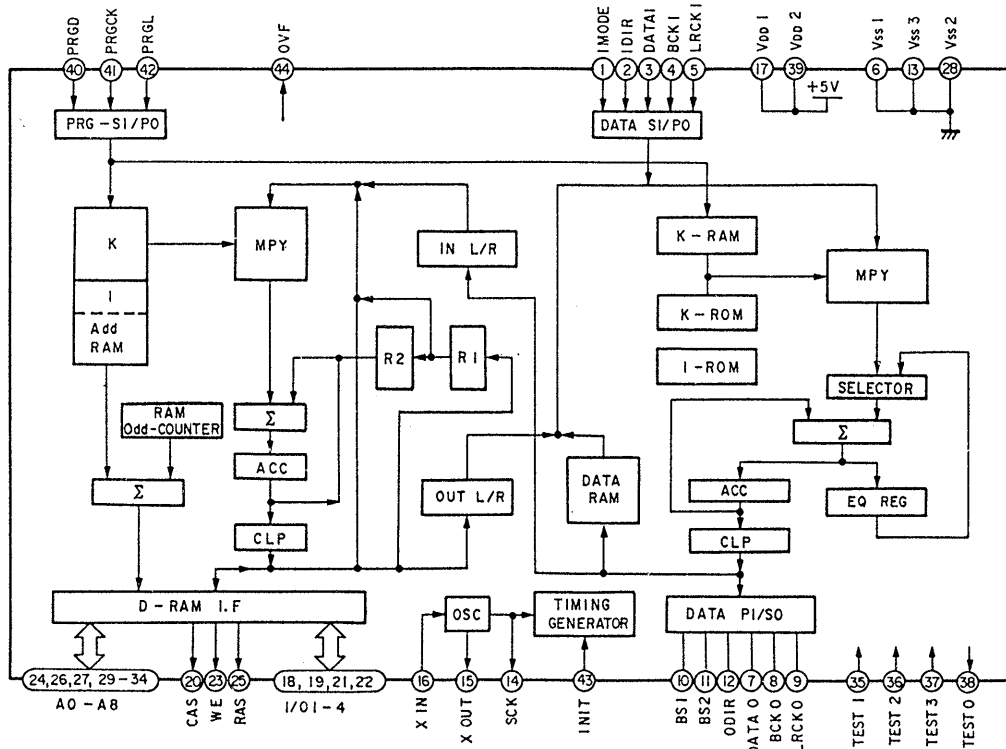 PRGD
PRGCK
PRGL
OVF
IMODE
IDIR
DATAI
BCKI
LRCKI
VDD 1
VDD 2
Vss 1
Vss 3
Vss 2
40
41
42
44
1
2
3
4
5
17
39
6
13
28
+5V
PRG-SI/PO
DATA SI/PO
K
MPY
IN L/R
K-RAM
MPY
I
Add
RAM
K-ROM
R2
R1
I-ROM
SELECTOR
RAM
Odd-COUNTER
Σ
Σ
ACC
OUT L/R
DATA
RAM
ACC
EQ REG
Σ
CLP
CLP
D-RAM I.F
OSC
TIMING
GENERATOR
DATA PI/SO
24, 26, 27, 29-34
20
23
25
18, 19, 21, 22
16
15
14
43
10
11
12
7
8
9
35
36
37
38
A0-A8
CAS
WE
RAS
I/O1-4
X IN
X OUT
SCK
INIT
BS1
BS2
ODIR
DATA O
BCKO
LRCKO
TEST 1
TEST 2
TEST 3
TEST 0